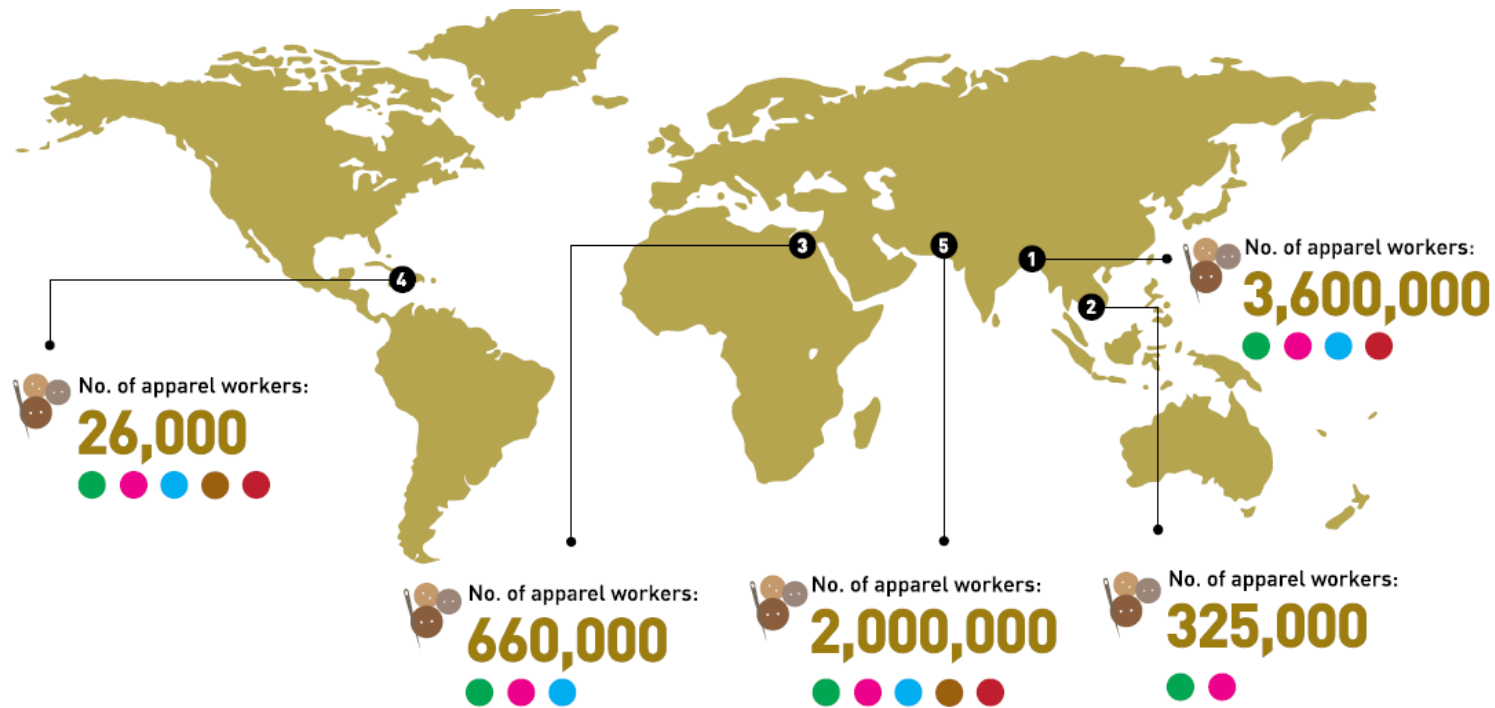 3
5
1
4
2
No. of apparel workers:
3,600,000
No. of apparel workers:
26,000
No. of apparel workers:
660,000
No. of apparel workers:
2,000,000
No. of apparel workers:
325,000